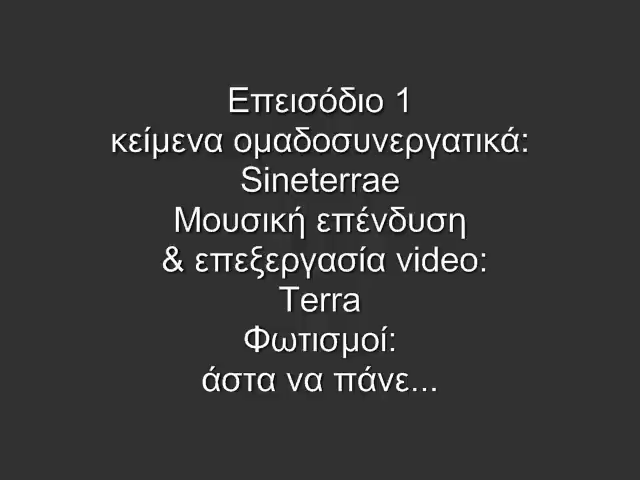 Επεισόδιο 1
κείμενα ομαδοσυνεργατικά:
Sineterrae
Μουσική επένδυση
& επεξεργασία video:
Terra
Φωτισμοί:
άστα να πάνε...